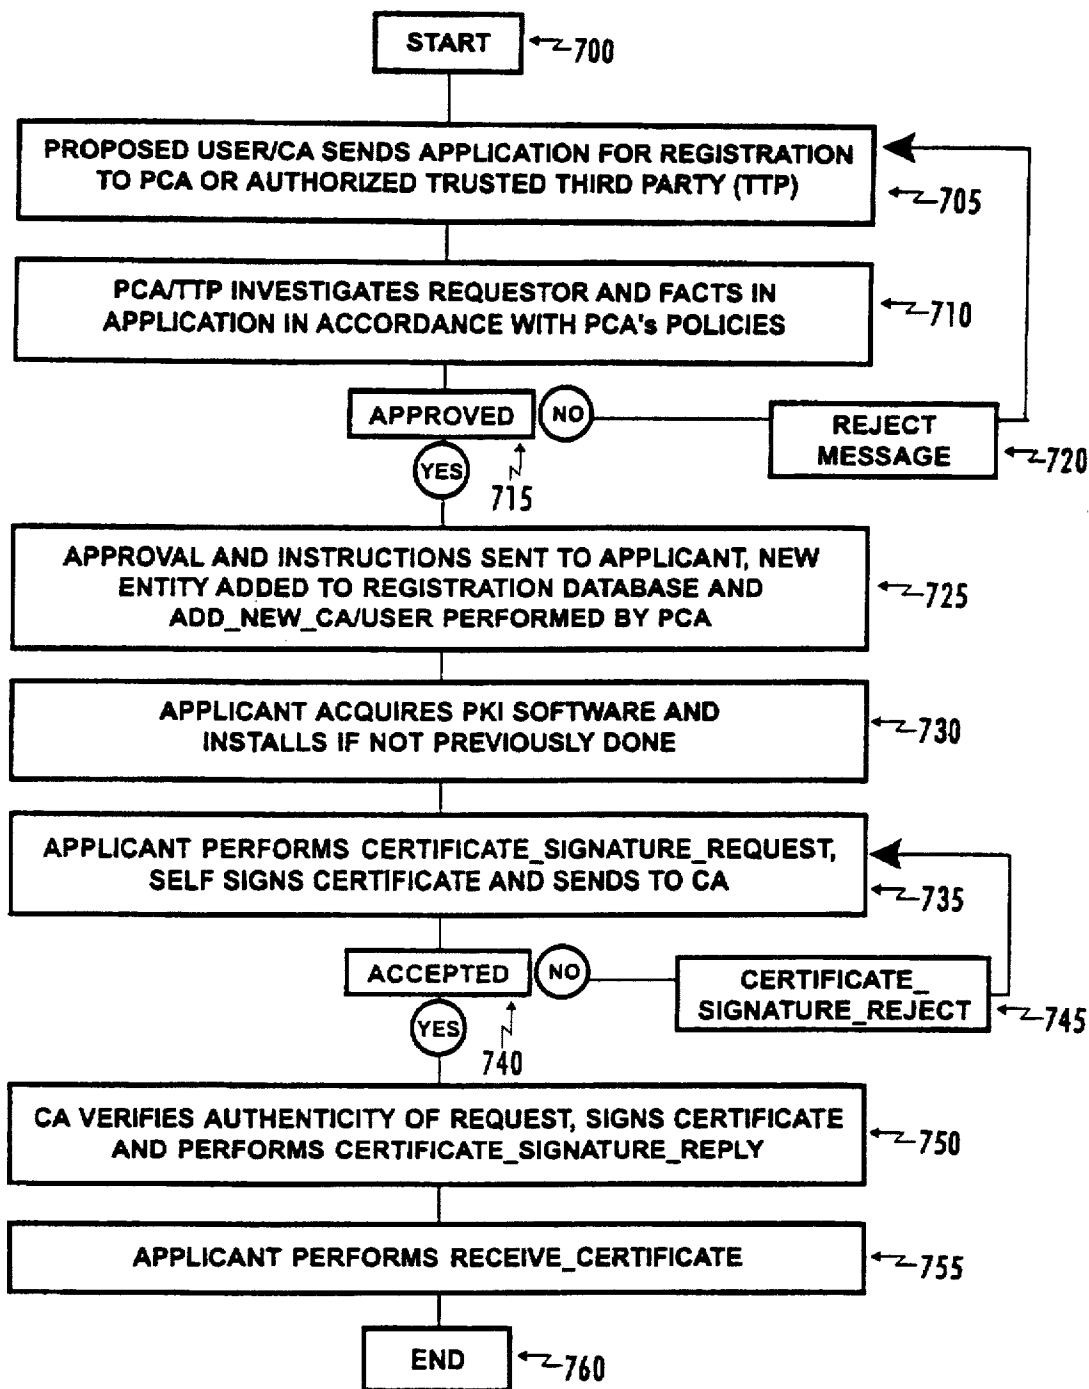 START
700
PROPOSED USER/CA SENDS APPLICATION FOR REGISTRATION
TO PCA OR AUTHORIZED TRUSTED THIRD PARTY (TTP)
705
PCA/TTP INVESTIGATES REQUESTOR AND FACTS IN
APPLICATION IN ACCORDANCE WITH PCA's POLICIES
710
APPROVED
NO
REJECT
MESSAGE
720
YES
715
APPROVAL AND INSTRUCTIONS SENT TO APPLICANT, NEW
ENTITY ADDED TO REGISTRATION DATABASE AND
ADD_NEW_CA/USER PERFORMED BY PCA
725
APPLICANT ACQUIRES PKI SOFTWARE AND
INSTALLS IF NOT PREVIOUSLY DONE
730
APPLICANT PERFORMS CERTIFICATE_SIGNATURE_REQUEST,
SELF SIGNS CERTIFICATE AND SENDS TO CA
735
ACCEPTED
NO
CERTIFICATE_
SIGNATURE_REJECT
745
YES
740
CA VERIFIES AUTHENTICITY OF REQUEST, SIGNS CERTIFICATE
AND PERFORMS CERTIFICATE_SIGNATURE_REPLY
750
APPLICANT PERFORMS RECEIVE_CERTIFICATE
755
END
760